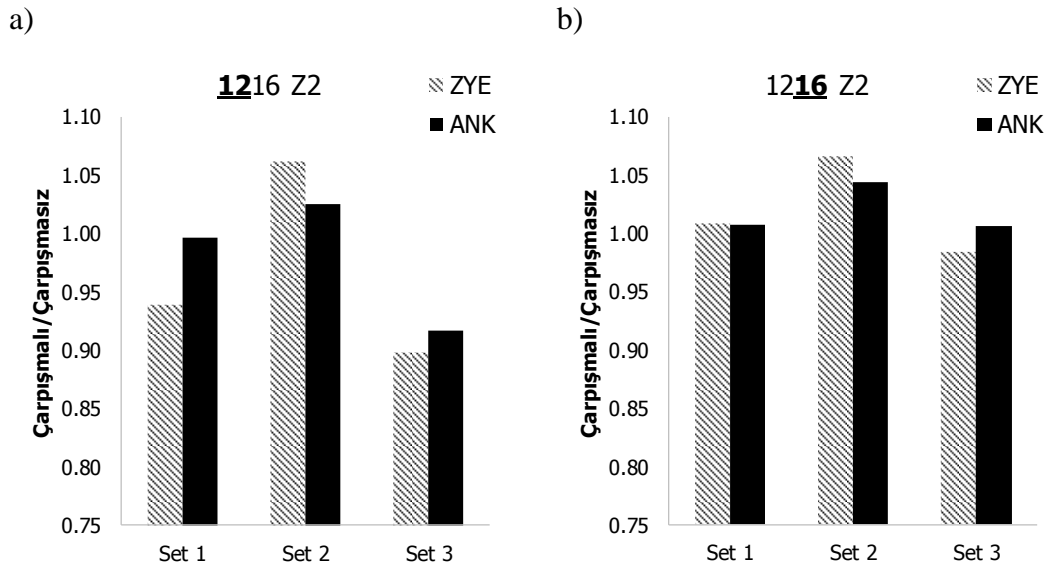 a)
1216 Z2
ZYE
ANK
Çarpışmalı/Çarpışmasız
1.10
1.05
1.00
0.95
0.90
0.85
0.80
0.75
Set 1 Set 2 Set 3
b)
1216 Z2
ZYE
ANK
Çarpışmalı/Çarpışmasız
1.10
1.05
1.00
0.95
0.90
0.85
0.80
0.75
Set 1 Set 2 Set 3